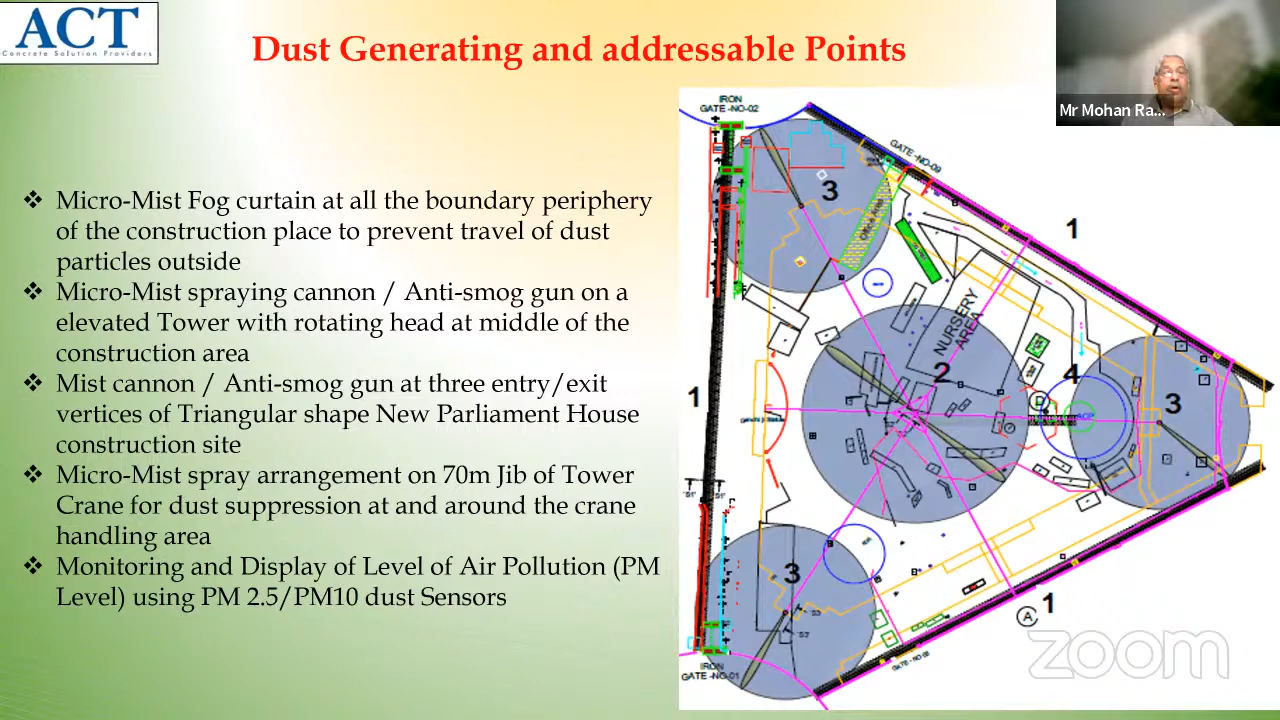 ACT
Concrete Solution Providers
Dust Generating and addressable Points
Mr Mohan Ra...
❖ Micro-Mist Fog curtain at all the boundary periphery
of the construction place to prevent travel of dust
particles outside
❖ Micro-Mist spraying cannon / Anti-smog gun on a
elevated Tower with rotating head at middle of the
construction area
❖ Mist cannon / Anti-smog gun at three entry/exit
vertices of Triangular shape New Parliament House
construction site
❖ Micro-Mist spray arrangement on 70m Jib of Tower
Crane for dust suppression at and around the crane
handling area
❖ Monitoring and Display of Level of Air Pollution (PM
Level) using PM 2.5/PM10 dust Sensors
IRON
GATE -NO-02
GATE -NO-09
3
1
NURSERY
AREA
2
4
3
1
ACP
3
1
A
IRON
GATE -NO-01
GATE -NO-08
zoom